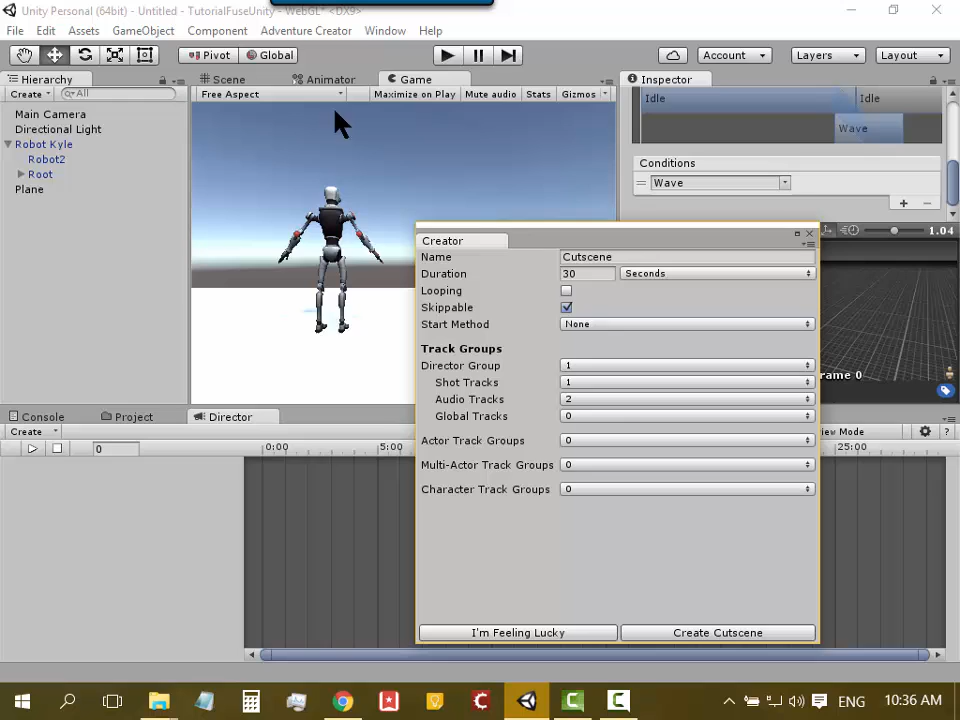 Unity Personal (64bit) - Untitled - TutorialFuseUnity - WebGL* <DX9>
File Edit Assets GameObject Component Adventure Creator Window Help
Pivot Global Account Layers Layout
Hierarchy Scene Animator Game Inspector
Create All Free Aspect Maximize on Play Mute audio Stats Gizmos Idle Idle
Main Camera
Directional Light
Wave
Robot Kyle
Robot2
Conditions
Root
Wave
Plane
1.04
Creator
Name Cutscene
Duration 30 Seconds
Looping
Skippable
Start Method None
Track Groups
Director Group 1
Shot Tracks 1
Audio Tracks 2
Global Tracks 0
Actor Track Groups 0
Multi-Actor Track Groups 0
Character Track Groups 0
I'm Feeling Lucky Create Cutscene
Frame 0
Console Project Director
Create View Mode ?
0 0:00 5:00 25:00
ENG 10:36 AM